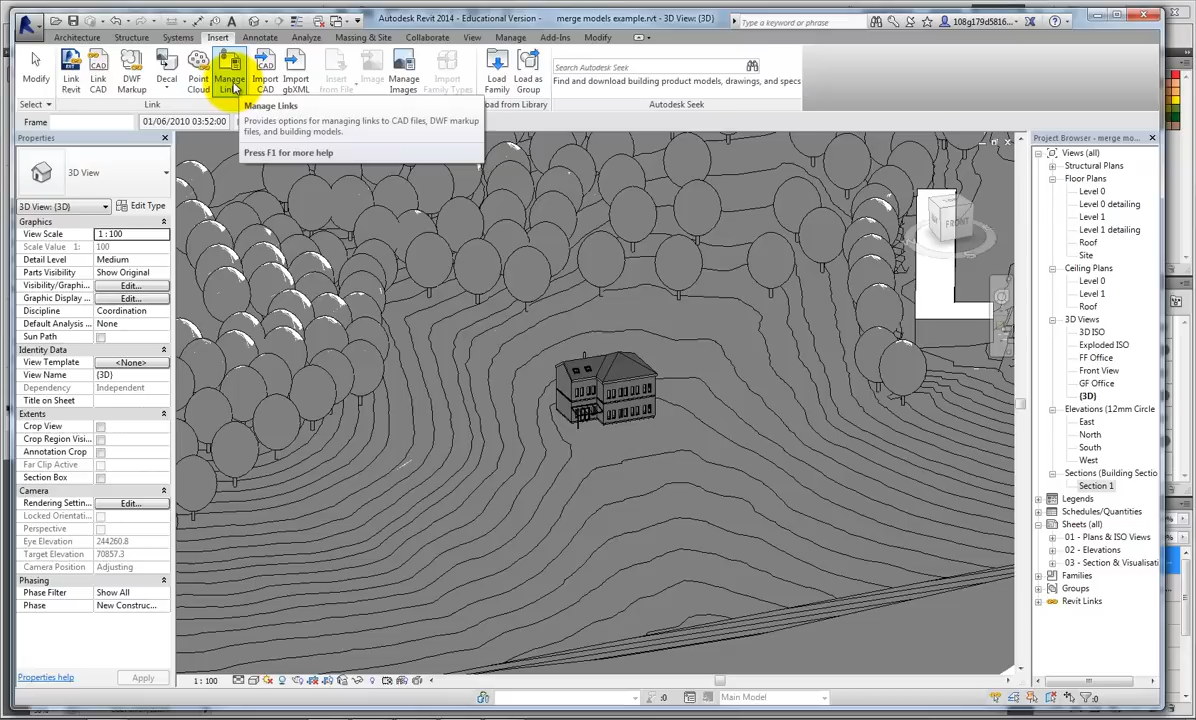 Autodesk Revit 2014 - Educational Version - merge models example.rvt - 3D View: {3D}
Type a keyword or phrase
108g179d5816...
Architecture Structure Systems Insert Annotate Analyze Massing & Site Collaborate View Manage Add-Ins Modify
Modify
Link Revit
Link CAD
DWF Markup
Decal
Point Cloud
Manage Links
Import CAD
Import gbXML
Insert from File
Image
Manage Images
Import Family Types
Load Family
Load as Group
Search Autodesk Seek
Find and download building product models, drawings, and specs
Select
Link
oad from Library
Autodesk Seek
Frame
01/06/2010 03:52:00
Manage Links
Provides options for managing links to CAD files, DWF markup
files, and building models.
Press F1 for more help
Properties
3D View
3D View: {3D}
Edit Type
Graphics
View Scale 1 : 100
Scale Value 1: 100
Detail Level Medium
Parts Visibility Show Original
Visibility/Graphi... Edit...
Graphic Display ... Edit...
Discipline Coordination
Default Analysis ... None
Sun Path
Identity Data
View Template <None>
View Name {3D}
Dependency Independent
Title on Sheet
Extents
Crop View
Crop Region Visi...
Annotation Crop
Far Clip Active
Section Box
Camera
Rendering Settin... Edit...
Locked Orientati...
Perspective
Eye Elevation 244260.8
Target Elevation 70857.3
Camera Position Adjusting
Phasing
Phase Filter Show All
Phase New Construc...
Properties help
Apply
FRONT
Project Browser - merge mo...
Views (all)
Structural Plans
Floor Plans
Level 0
Level 0 detailing
Level 1
Level 1 detailing
Roof
Site
Ceiling Plans
Level 0
Level 1
Roof
3D Views
3D ISO
Exploded ISO
FF Office
Front View
GF Office
{3D}
Elevations (12mm Circle
East
North
South
West
Sections (Building Sectio
Section 1
Legends
Schedules/Quantities
Sheets (all)
01 - Plans & ISO Views
02 - Elevations
03 - Section & Visualisat
Families
Groups
Revit Links
1 : 100
:0
Main Model
:0